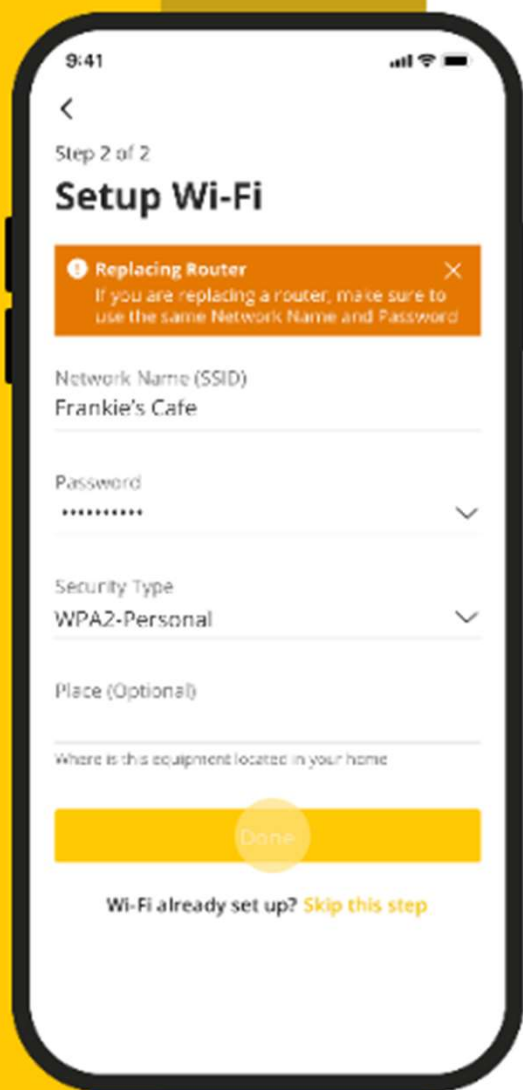 9:41
Step 2 of 2
Setup Wi-Fi
Replacing Router
If you are replacing a router, make sure to
use the same Network Name and Password
Network Name (SSID)
Frankie's Cafe
Password
••••••••••
Security Type
WPA2-Personal
Place (Optional)
Where is this equipment located in your home
Done
Wi-Fi already set up? Skip this step